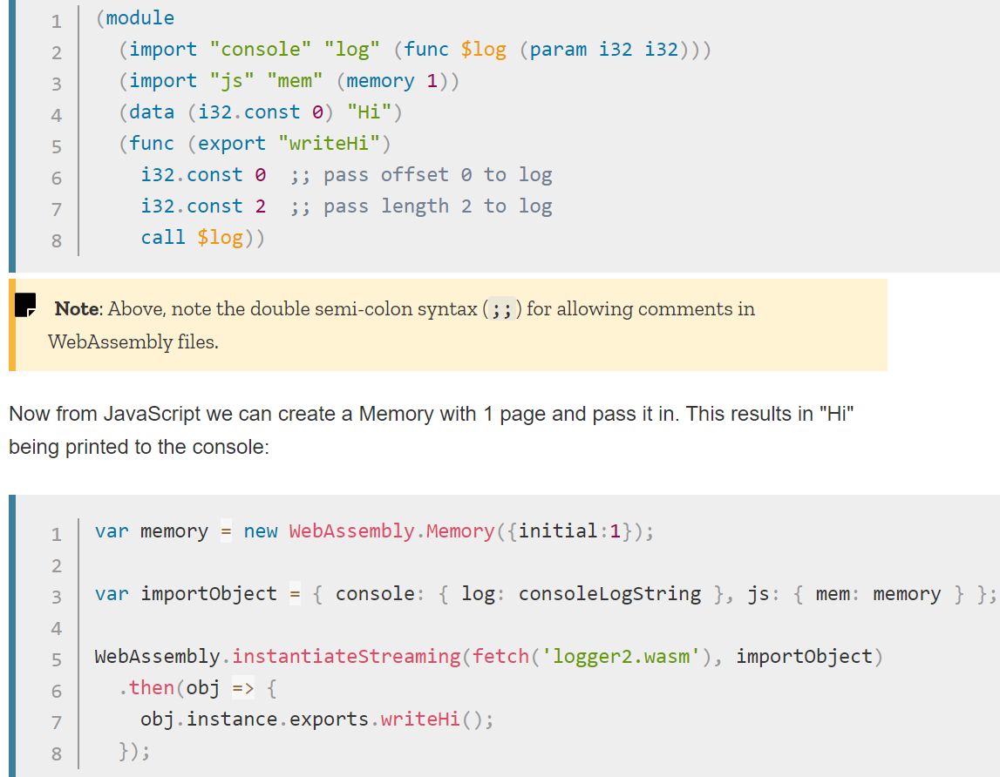 1 (module
2   (import "console" "log" (func $log (param i32 i32)))
3   (import "js" "mem" (memory 1))
4   (data (i32.const 0) "Hi")
5   (func (export "writeHi")
6     i32.const 0  ;; pass offset 0 to log
7     i32.const 2  ;; pass length 2 to log
8     call $log))
Note: Above, note the double semi-colon syntax (;;) for allowing comments in
WebAssembly files.
Now from JavaScript we can create a Memory with 1 page and pass it in. This results in "Hi"
being printed to the console:
1 var memory = new WebAssembly.Memory({initial:1});
2
3 var importObject = { console: { log: consoleLogString }, js: { mem: memory } };
4
5 WebAssembly.instantiateStreaming(fetch('logger2.wasm'), importObject)
6   .then(obj => {
7     obj.instance.exports.writeHi();
8   });